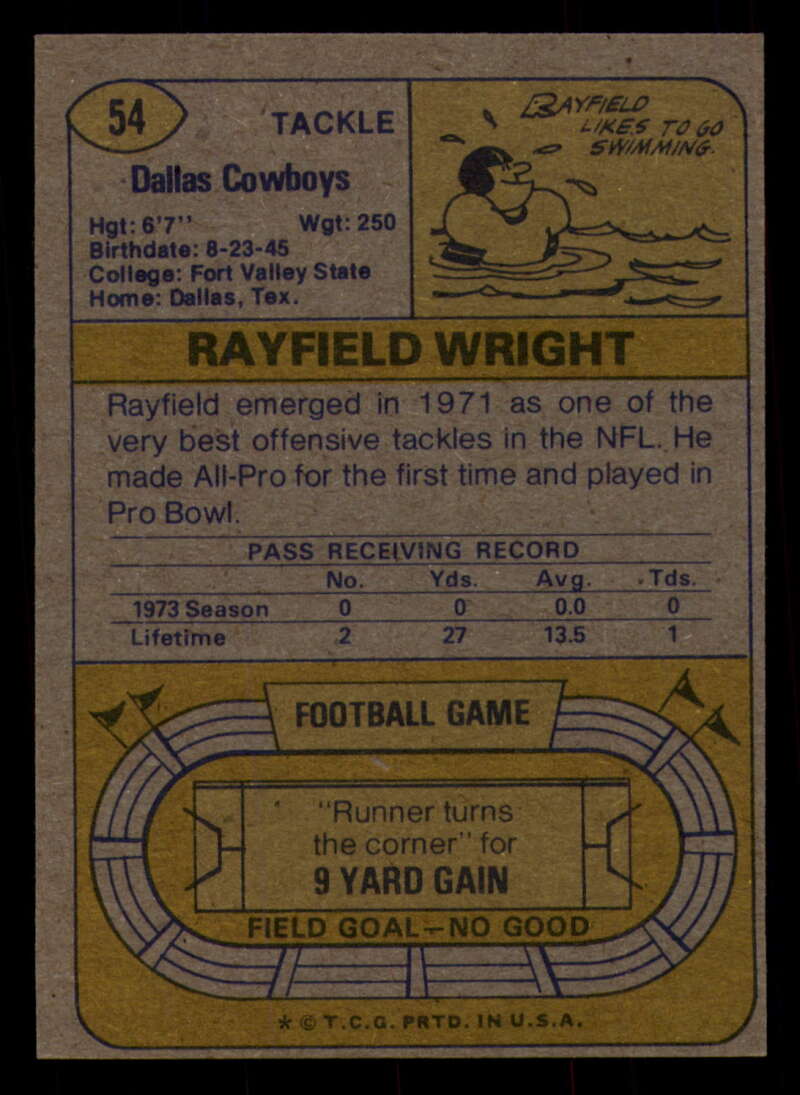 54
TACKLE
Dallas Cowboys
Hgt: 6'7" Wgt: 250
Birthdate: 8-23-45
College: Fort Valley State
Home: Dallas, Tex.
RAYFIELD
LIKES TO GO
SWIMMING.
RAYFIELD WRIGHT
Rayfield emerged in 1971 as one of the
very best offensive tackles in the NFL. He
made All-Pro for the first time and played in
Pro Bowl.
PASS RECEIVING RECORD
No. Yds. Avg. Tds.
1973 Season 0 0 0.0 0
Lifetime 2 27 13.5 1
FOOTBALL GAME
"Runner turns
the corner" for
9 YARD GAIN
FIELD GOAL—NO GOOD
* © T.C.G. PRTD. IN U.S.A.